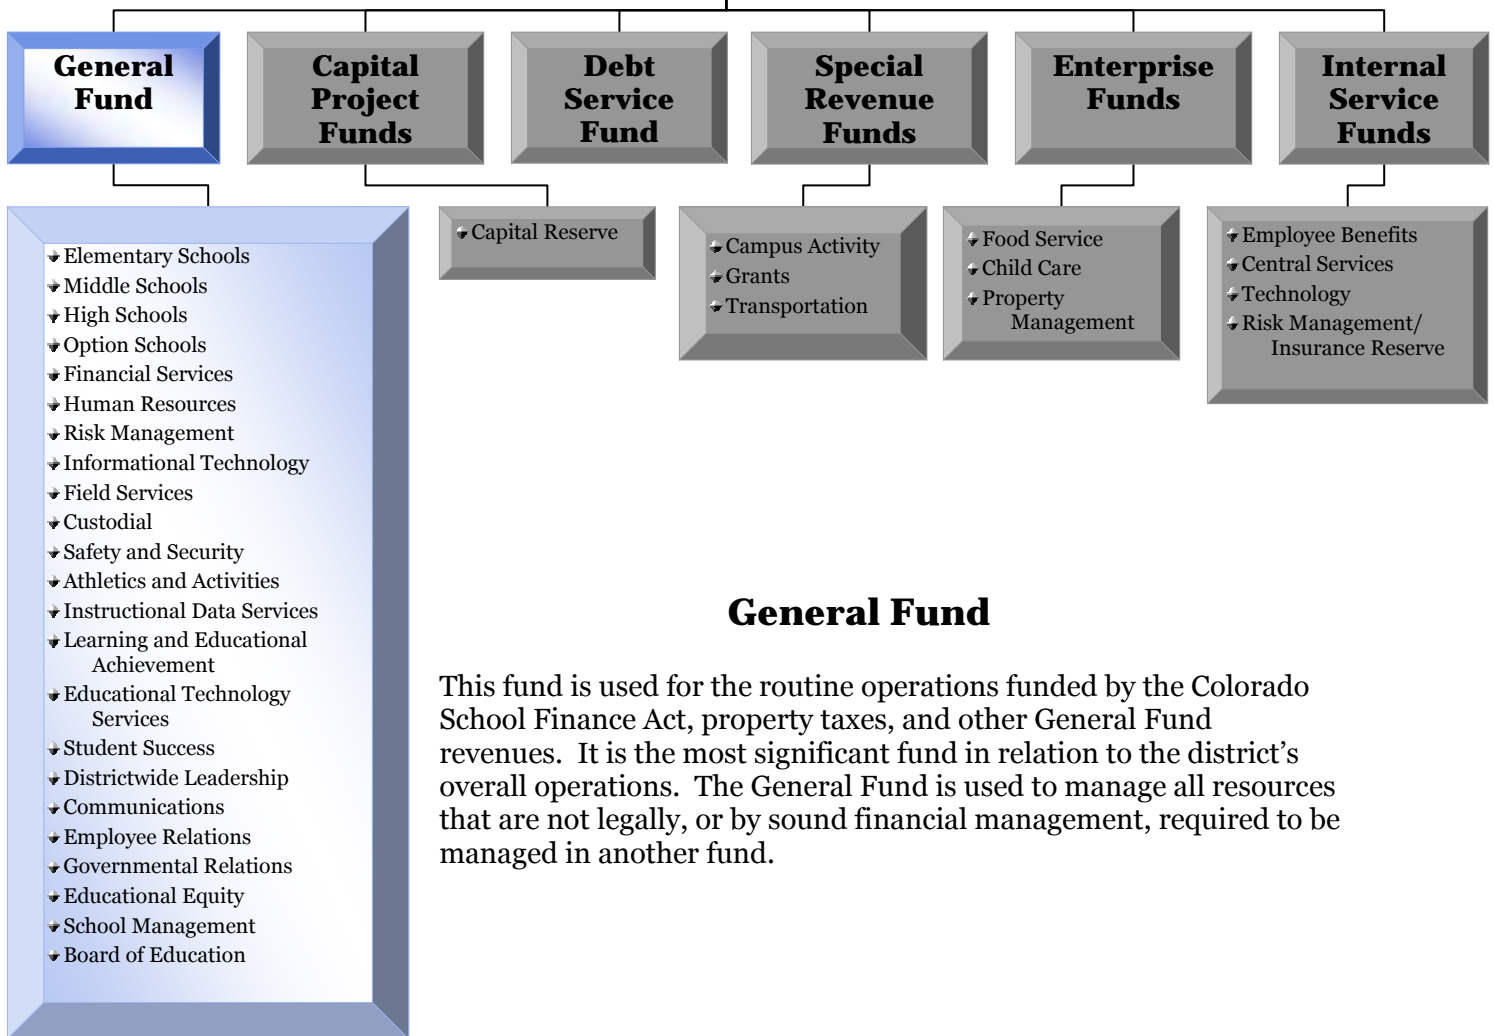 General
Fund
Capital
Project
Funds
Debt
Service
Fund
Special
Revenue
Funds
Enterprise
Funds
Internal
Service
Funds
Elementary Schools
Middle Schools
High Schools
Option Schools
Financial Services
Human Resources
Risk Management
Informational Technology
Field Services
Custodial
Safety and Security
Athletics and Activities
Instructional Data Services
Learning and Educational
Achievement
Educational Technology
Services
Student Success
Districtwide Leadership
Communications
Employee Relations
Governmental Relations
Educational Equity
School Management
Board of Education
Capital Reserve
Campus Activity
Grants
Transportation
Food Service
Child Care
Property
Management
Employee Benefits
Central Services
Technology
Risk Management/
Insurance Reserve
General Fund
This fund is used for the routine operations funded by the Colorado
School Finance Act, property taxes, and other General Fund
revenues.  It is the most significant fund in relation to the district’s
overall operations.  The General Fund is used to manage all resources
that are not legally, or by sound financial management, required to be
managed in another fund.